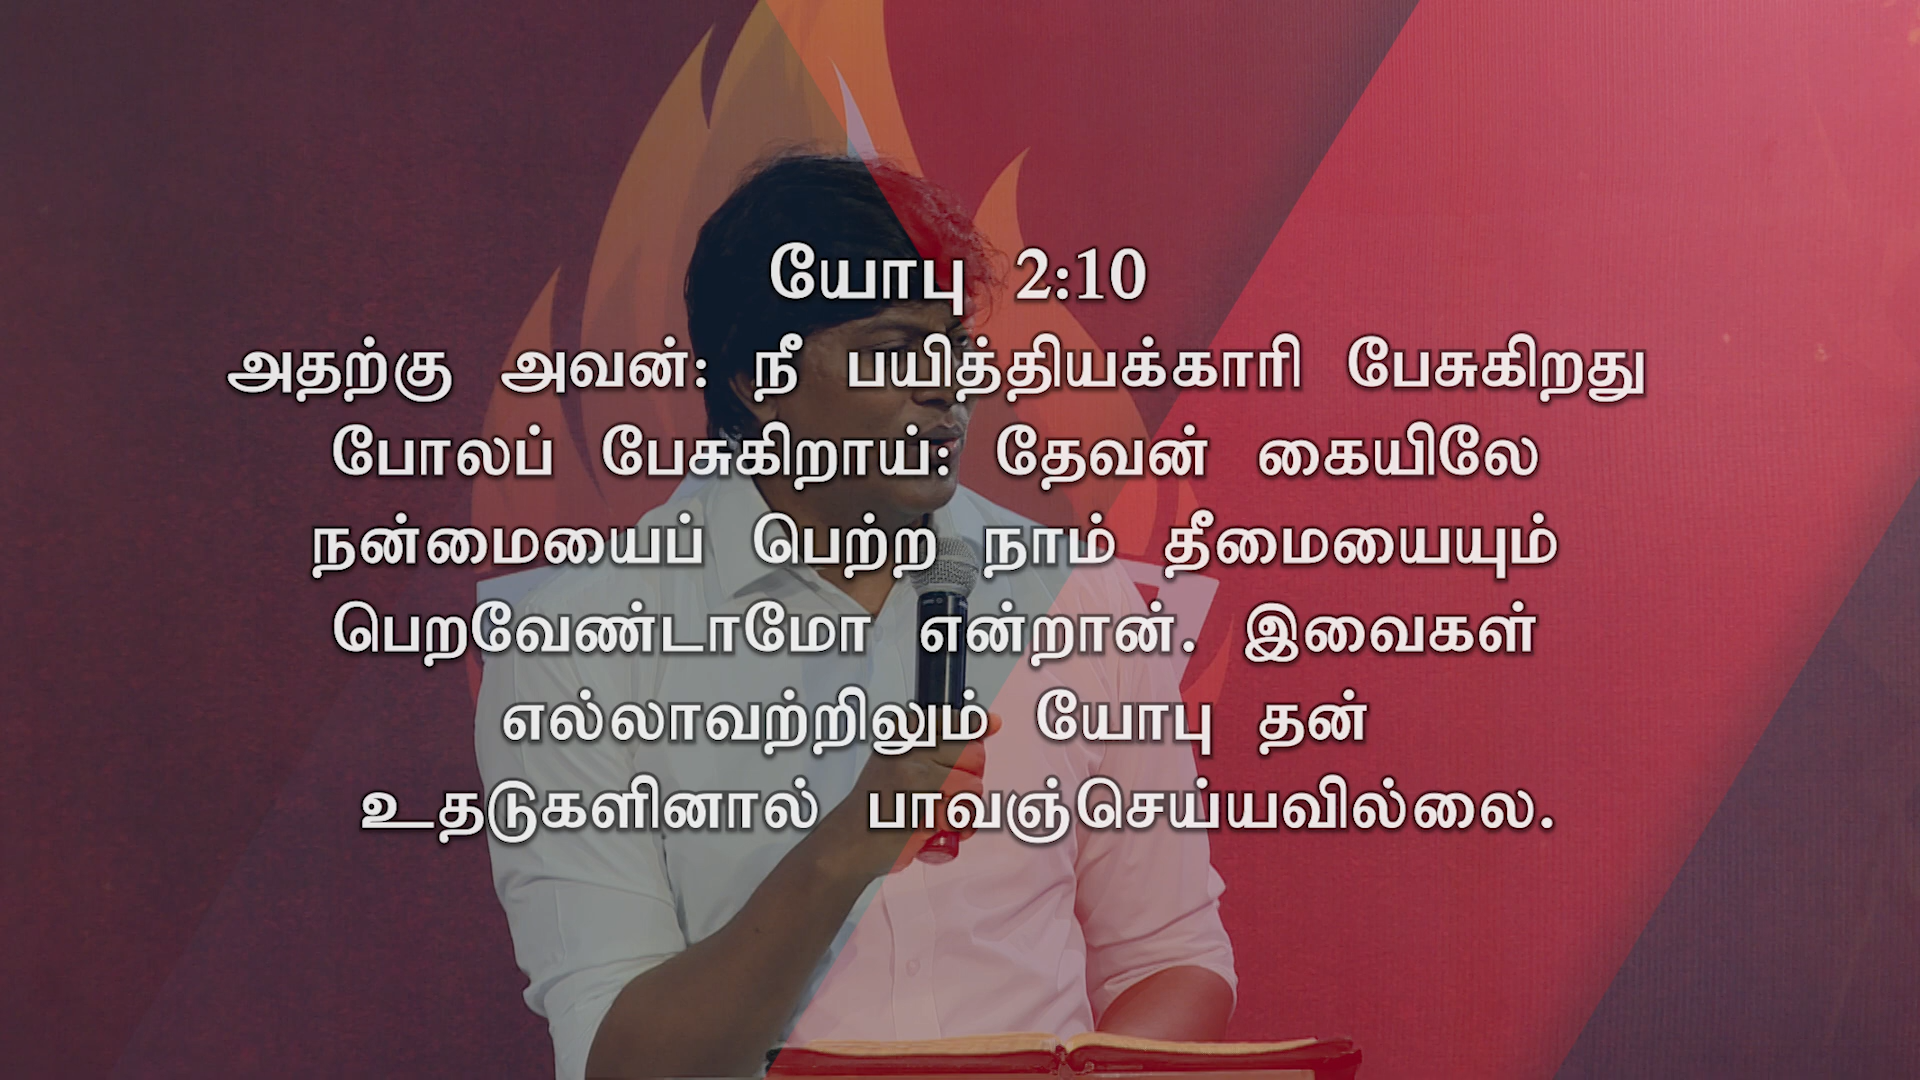 யோபு 2:10
அதற்கு அவன்: நீ பயித்தியக்காரி பேசுகிறது
போலப் பேசுகிறாய்: தேவன் கையிலே
நன்மையைப் பெற்ற நாம் தீமையையும்
பெறவேண்டாமோ என்றான். இவைகள்
எல்லாவற்றிலும் யோபு தன்
உதடுகளினால் பாவஞ்செய்யவில்லை.